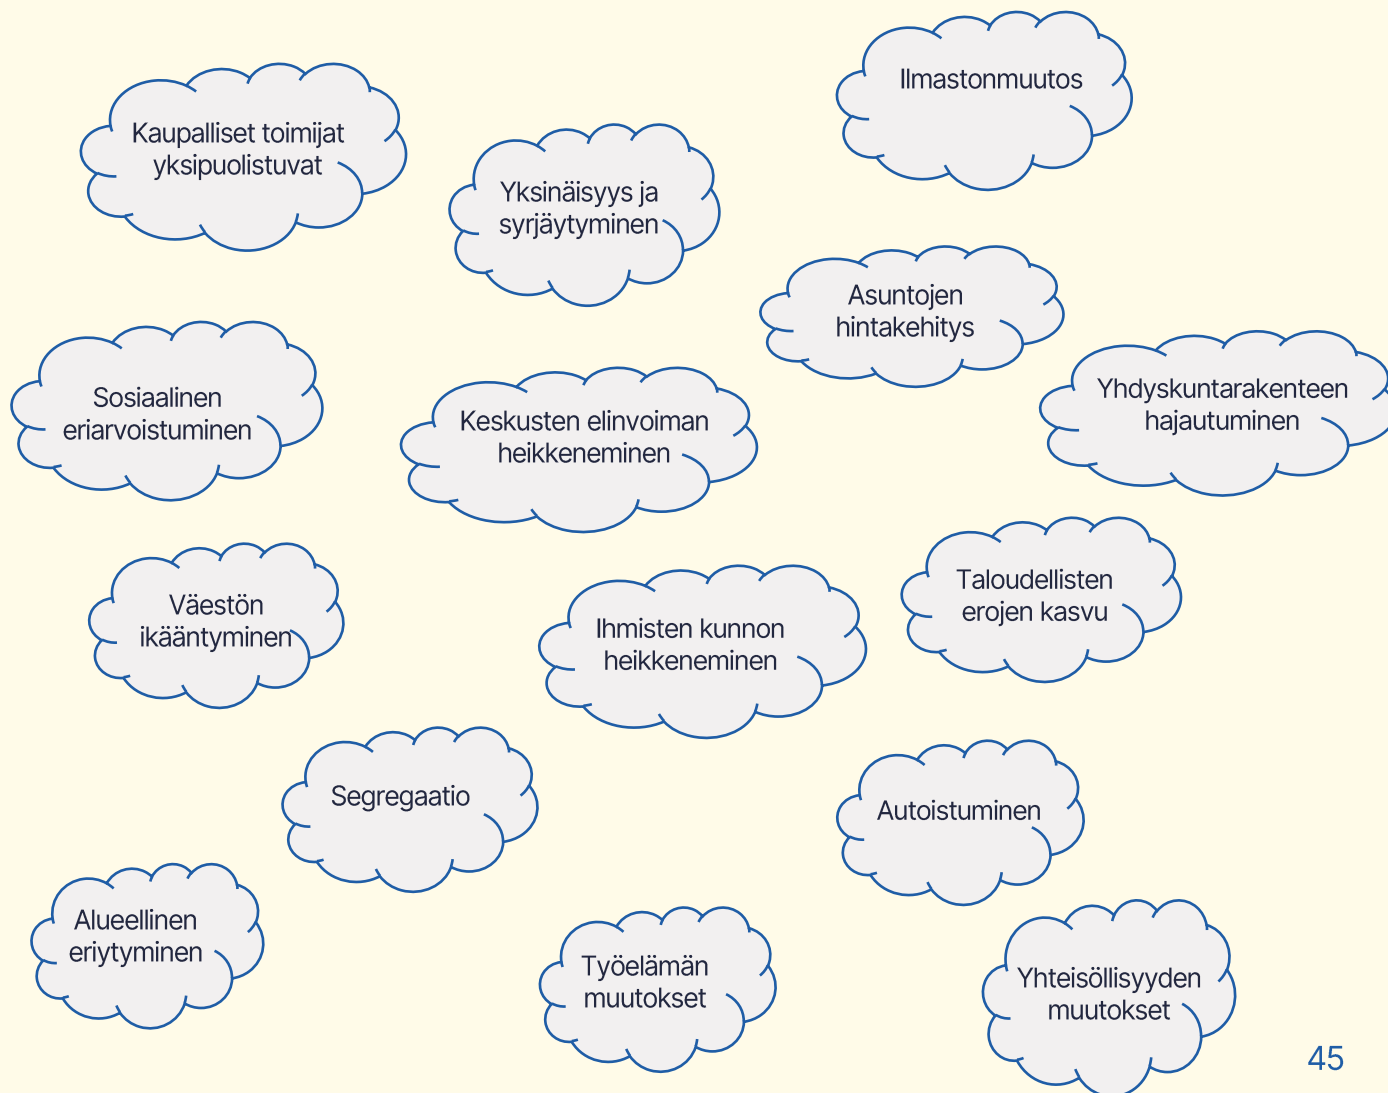 Ilmastonmuutos
Kaupalliset toimijat
yksipuolistuvat
Yksinäisyys ja
syrjäytyminen
Asuntojen
hintakehitys
Yhdyskuntarakenteen
hajautuminen
Sosiaalinen
eriarvoistuminen
Keskusten elinvoiman
heikkeneminen
Taloudellisten
erojen kasvu
Väestön
ikääntyminen
Ihmisten kunnon
heikkeneminen
Segregaatio
Autoistuminen
Alueellinen
eriytyminen
Työelämän
muutokset
Yhteisöllisyyden
muutokset
45